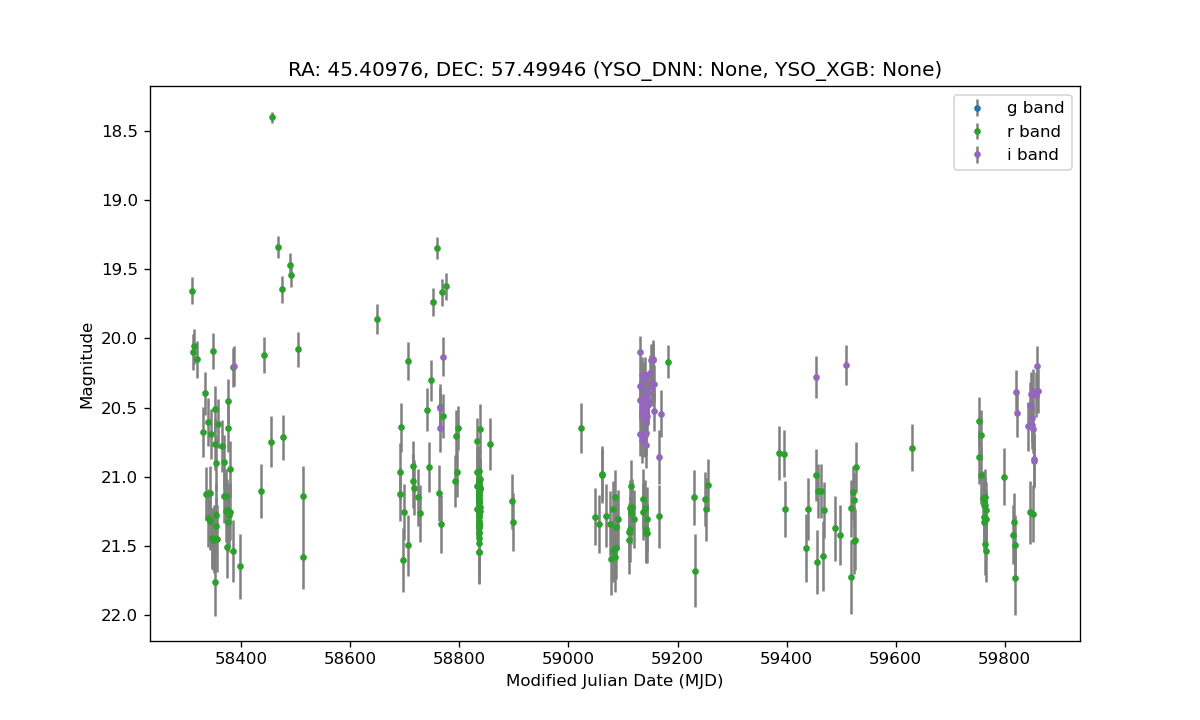 RA: 45.40976, DEC: 57.49946 (YSO_DNN: None, YSO_XGB: None)
g band
r band
i band
18.5
19.0
19.5
20.0
20.5
21.0
21.5
22.0
Magnitude
58400 58600 58800 59000 59200 59400 59600 59800
Modified Julian Date (MJD)